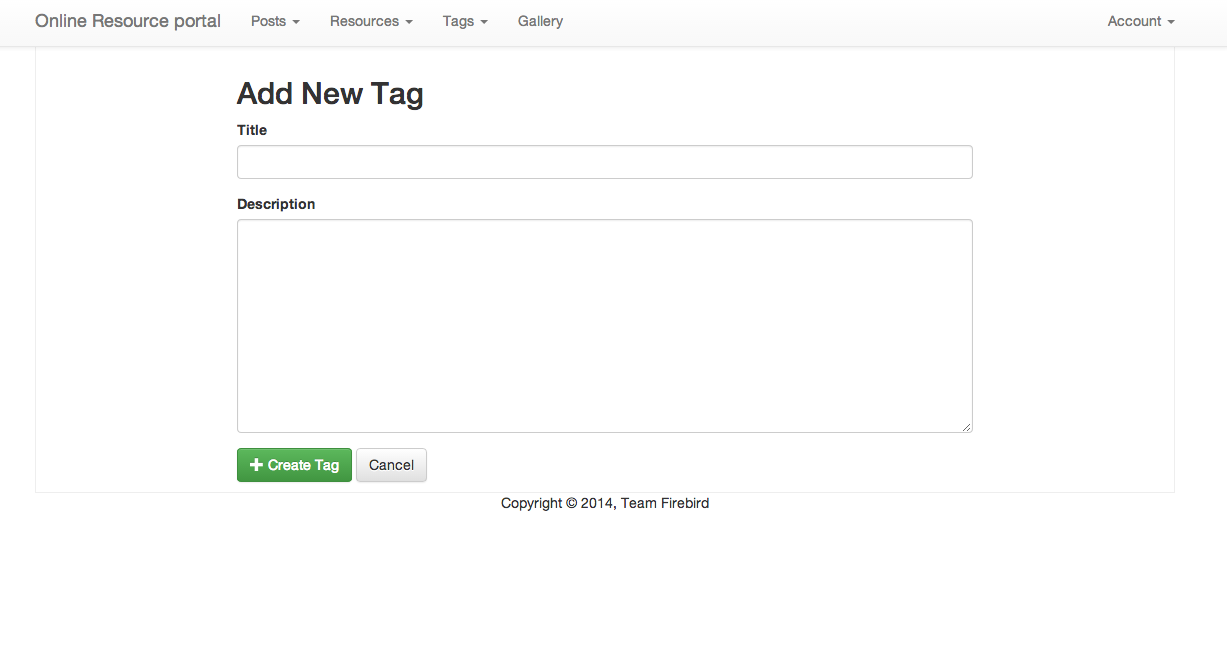 Online Resource portal Posts Resources Tags Gallery Account
Add New Tag
Title
Description
Create Tag Cancel
Copyright © 2014, Team Firebird